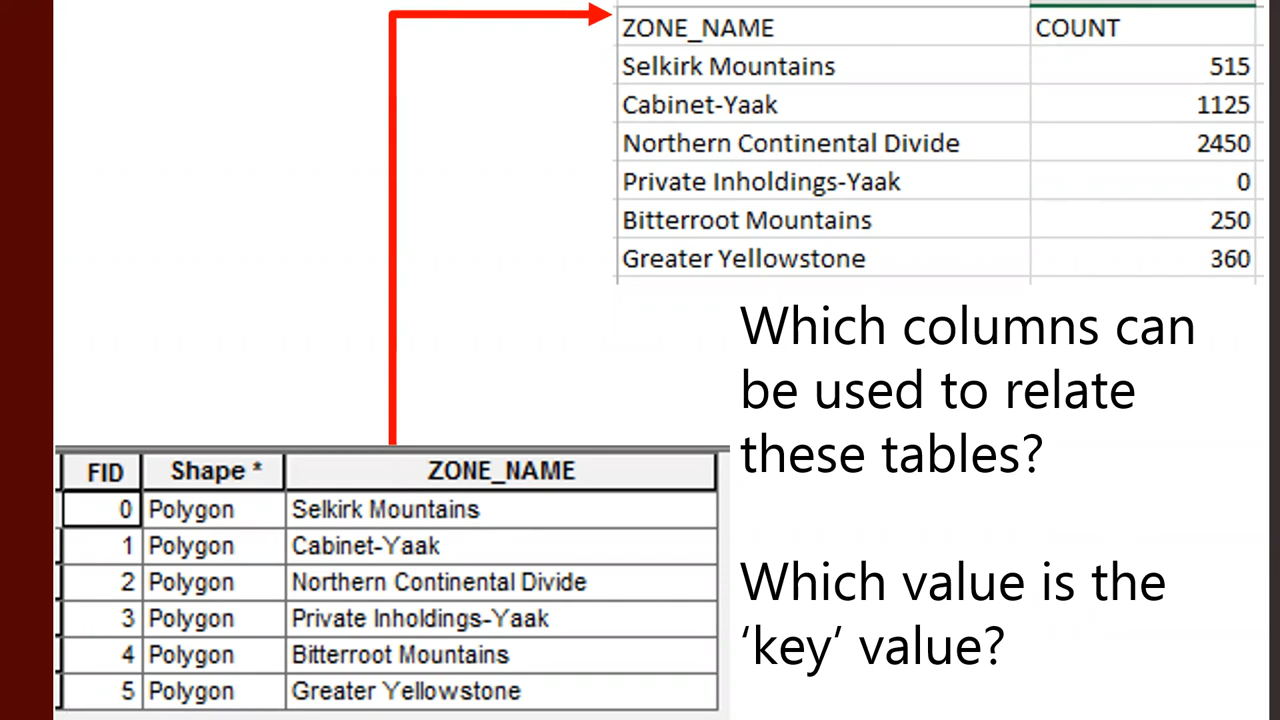 ZONE_NAME COUNT
Selkirk Mountains 515
Cabinet-Yaak 1125
Northern Continental Divide 2450
Private Inholdings-Yaak 0
Bitterroot Mountains 250
Greater Yellowstone 360
Which columns can
be used to relate
these tables?
Which value is the
‘key’ value?
FID Shape * ZONE_NAME
0 Polygon Selkirk Mountains
1 Polygon Cabinet-Yaak
2 Polygon Northern Continental Divide
3 Polygon Private Inholdings-Yaak
4 Polygon Bitterroot Mountains
5 Polygon Greater Yellowstone